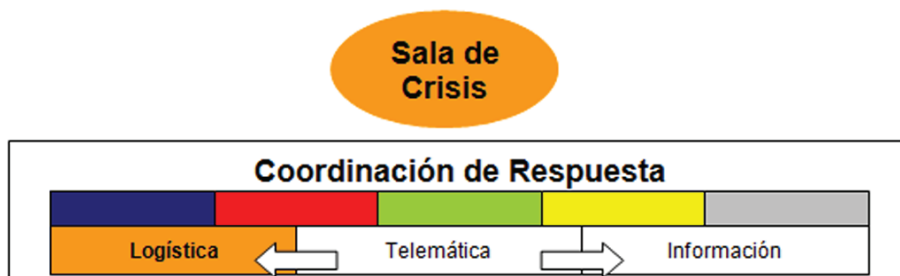 Sala de
Crisis
Coordinación de Respuesta
Logística Telemática Información